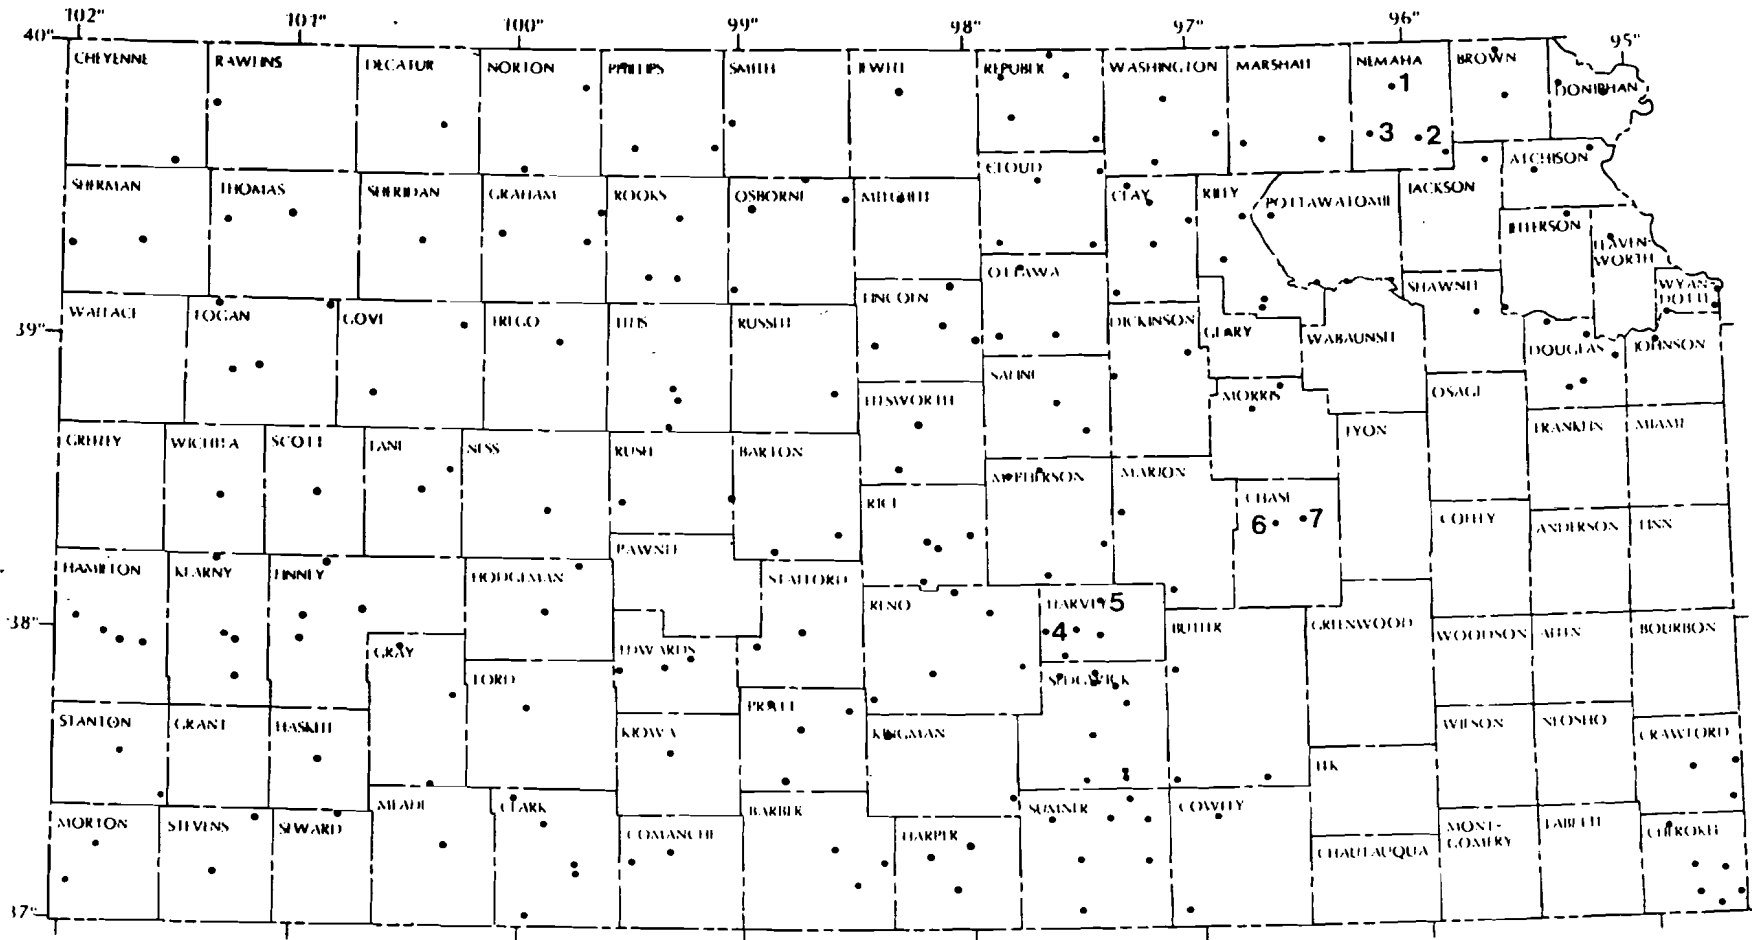 102° 101° 100° 99° 98° 97° 96° 95°
40°
CHEYENNE RAWLINS DECATUR NORTON PHILLIPS SMITH JEWELL REPUBLIC WASHINGTON MARSHALL NEMAHA BROWN DONIPHAN
1
3 2
SHERMAN THOMAS SHERIDAN GRAHAM ROOKS OSBORNE MITCHELL CLOUD CLAY RILEY POTTAWATOMIE JACKSON ATCHISON
JEFFERSON LEAVEN-
WORTH
OTTAWA SHAWNEE WYAN-
DOTTE
39° WALLACE LOGAN GOVE TREGO ELLIS RUSSELL LINCOLN DICKINSON GEARY WABAUNSEE DOUGLAS JOHNSON
SALINE ELLSWORTH MORRIS OSAGE
GREELEY WICHITA SCOTT LANE NESS RUSH BARTON LYON FRANKLIN MIAMI
RICE McPHERSON MARION CHASE COFFEY ANDERSON LINN
6 7
PAWNEE
HAMILTON KEARNY FINNEY HODGEMAN STAFFORD
38° RENO HARVEY 5
4
BUTLER GREENWOOD WOODSON ALLEN BOURBON
GRAY EDWARDS
FORD SEDGWICK
STANTON GRANT HASKELL KIOWA PRATT KINGMAN WILSON NEOSHO CRAWFORD
ELK
MEADE CLARK BARBER SUMNER COWLEY
MORTON STEVENS SEWARD COMANCHE HARPER CHAUTAUQUA MONT-
GOMERY LABETTE CHEROKEE
37°